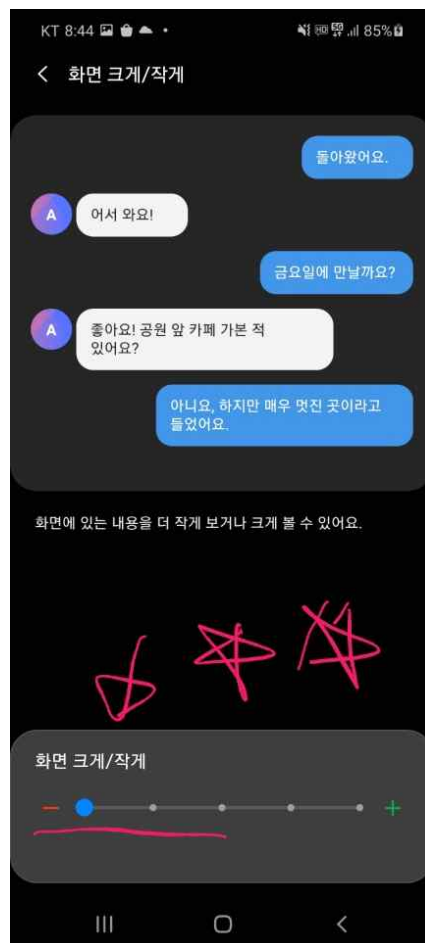 KT 8:44
85%
화면 크게/작게
돌아왔어요.
A
어서 와요!
금요일에 만날까요?
A
좋아요! 공원 앞 카페 가본 적
있어요?
아니요, 하지만 매우 멋진 곳이라고
들었어요.
화면에 있는 내용을 더 작게 보거나 크게 볼 수 있어요.
화면 크게/작게